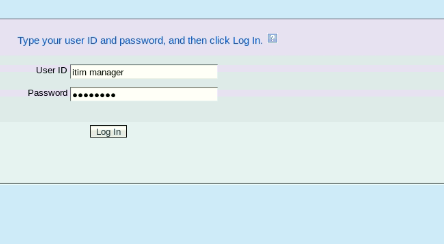 Type your user ID and password, and then click Log In.
User ID itim manager
Password ●●●●●●●●
Log In